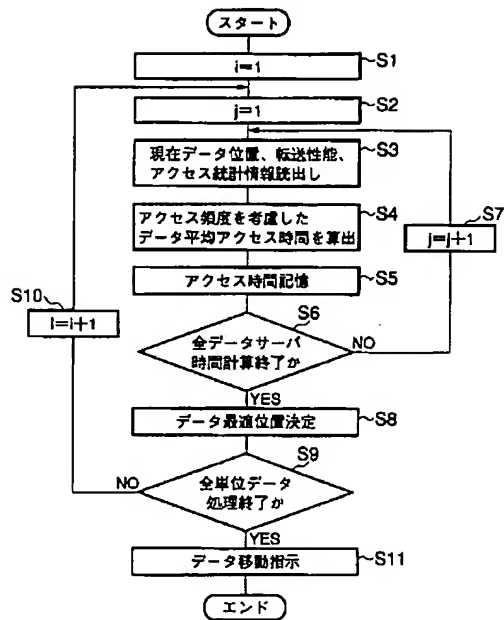 スタート
i=1
S1
j=1
S2
現在データ位置、転送性能、
アクセス統計情報読出し
S3
アクセス頻度を考慮した
データ平均アクセス時間を算出
S4
j=j+1
S7
アクセス時間記憶
S5
i=i+1
S10
全データサーバ
時間計算終了か
S6
NO
YES
データ最適位置決定
S8
全単位データ
処理終了か
S9
NO
YES
データ移動指示
S11
エンド